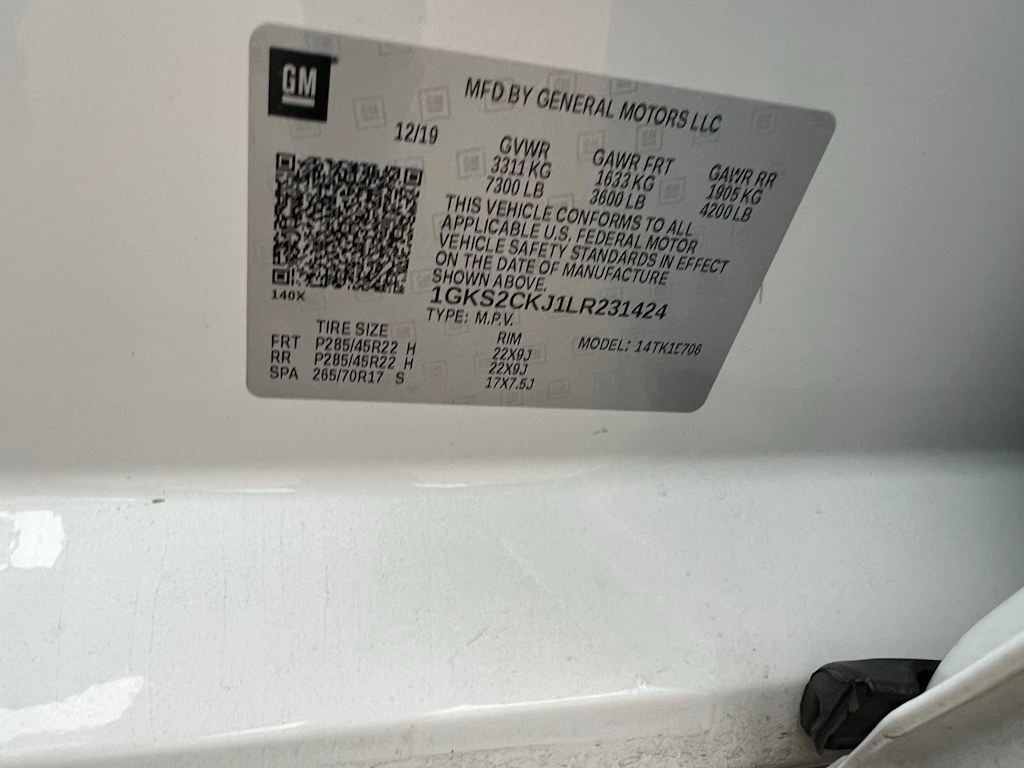 GM
MFD BY GENERAL MOTORS LLC
12/19
GVWR GAWR FRT GAWR RR
3311 KG 1633 KG 1905 KG
7300 LB 3600 LB 4200 LB
THIS VEHICLE CONFORMS TO ALL
APPLICABLE U.S. FEDERAL MOTOR
VEHICLE SAFETY STANDARDS IN EFFECT
ON THE DATE OF MANUFACTURE
SHOWN ABOVE.
140X
1GKS2CKJ1LR231424
TYPE: M.P.V.
TIRE SIZE RIM MODEL:
FRT P285/45R22 H 22X9J
RR P285/45R22 H 22X9J
SPA 265/70R17 S 17X7.5J